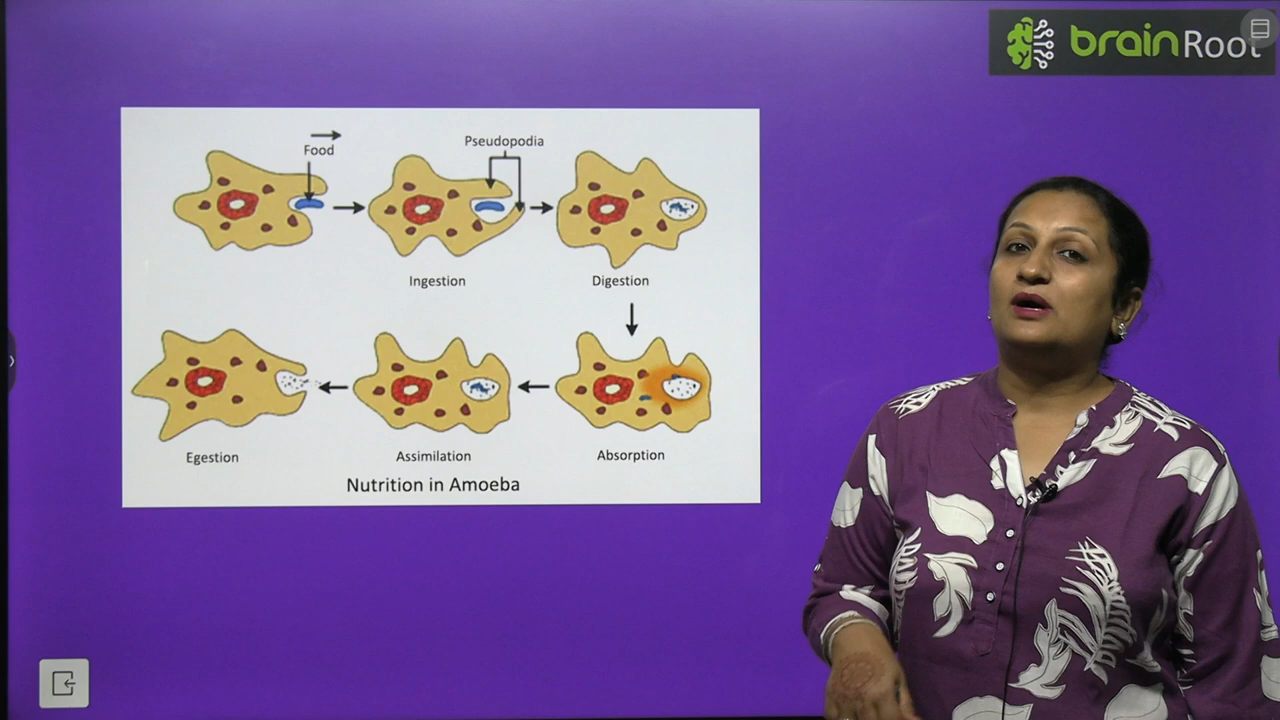 brainRoot
Food
Pseudopodia
Ingestion
Digestion
Egestion
Assimilation
Absorption
Nutrition in Amoeba